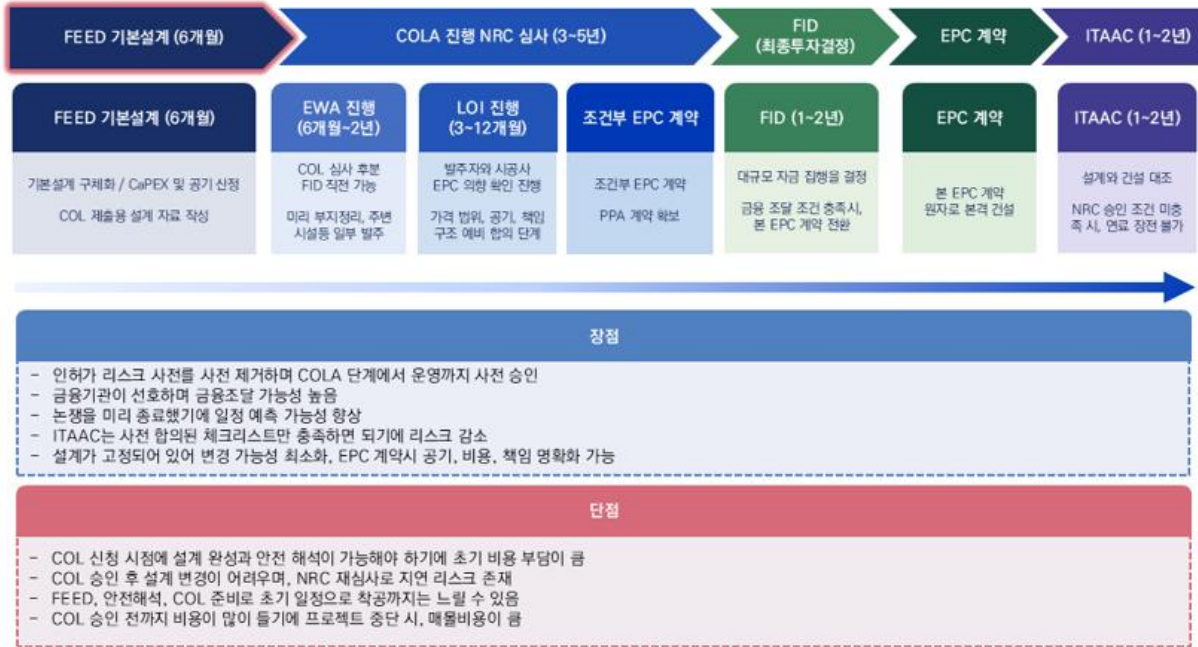 FEED 기본설계 (6개월)
COLA 진행 NRC 심사 (3~5년)
FID
(최종투자결정)
EPC 계약
ITAAC (1~2년)
FEED 기본설계 (6개월)
기본설계 구체화 / CaPEX 및 공기 산정
COL 제출용 설계 자료 작성
EWA 진행
(6개월~2년)
COL 심사 후분
FID 직전 가능
미리 부지정리, 주변
시설등 일부 발주
LOI 진행
(3~12개월)
발주자와 시공사
EPC 의향 확인 진행
가격 범위, 공기, 책임
구조 예비 합의 단계
조건부 EPC 계약
조건부 EPC 계약
PPA 계약 확보
FID (1~2년)
대규모 자금 집행을 결정
금융 조달 조건 충족시,
본 EPC 계약 전환
EPC 계약
본 EPC 계약
원자로 본격 건설
ITAAC (1~2년)
설계와 건설 대조
NRC 승인 조건 미충
족 시, 연료 장전 불가
장점
- 인허가 리스크 사전를 사전 제거하며 COLA 단계에서 운영까지 사전 승인
- 금융기관이 선호하며 금융조달 가능성 높음
- 논쟁을 미리 종료했기에 일정 예측 가능성 향상
- ITAAC는 사전 합의된 체크리스트만 충족하면 되기에 리스크 감소
- 설계가 고정되어 있어 변경 가능성 최소화, EPC 계약시 공기, 비용, 책임 명확화 가능
단점
- COL 신청 시점에 설계 완성과 안전 해석이 가능해야 하기에 초기 비용 부담이 큼
- COL 승인 후 설계 변경이 어려우며, NRC 재심사로 지연 리스크 존재
- FEED, 안전해석, COL 준비로 초기 일정으로 착공까지는 느릴 수 있음
- COL 승인 전까지 비용이 많이 들기에 프로젝트 중단 시, 매몰비용이 큼